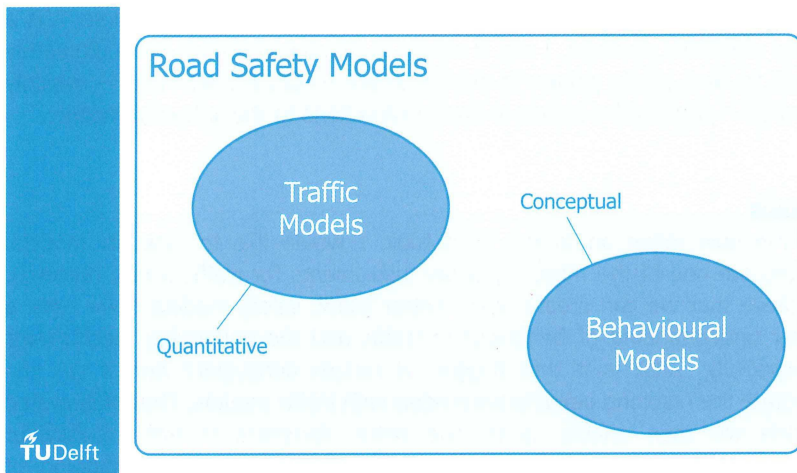 Road Safety Models
Traffic
Models
Conceptual
Quantitative
Behavioural
Models
TUDelft